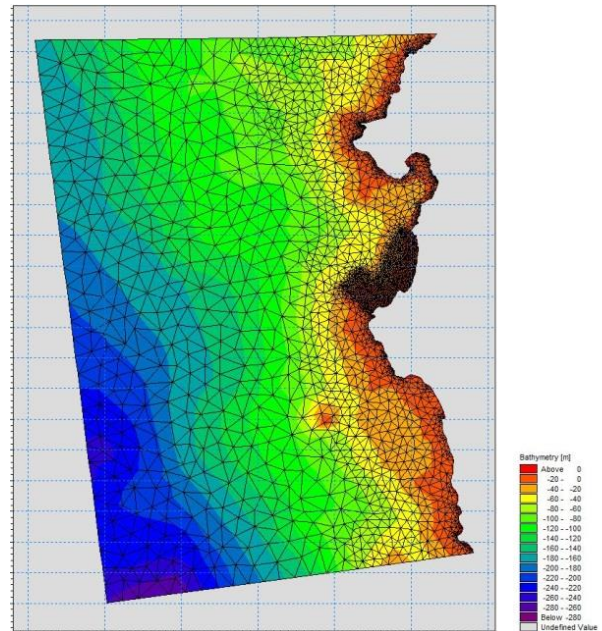 Bathymetry [m]
Above 0
-20 - 0
-40 - -20
-60 - -40
-80 - -60
-100 - -80
-120 - -100
-140 - -120
-160 - -140
-180 - -160
-200 - -180
-220 - -200
-240 - -220
-260 - -240
-280 - -260
Below -280
Undefined Value